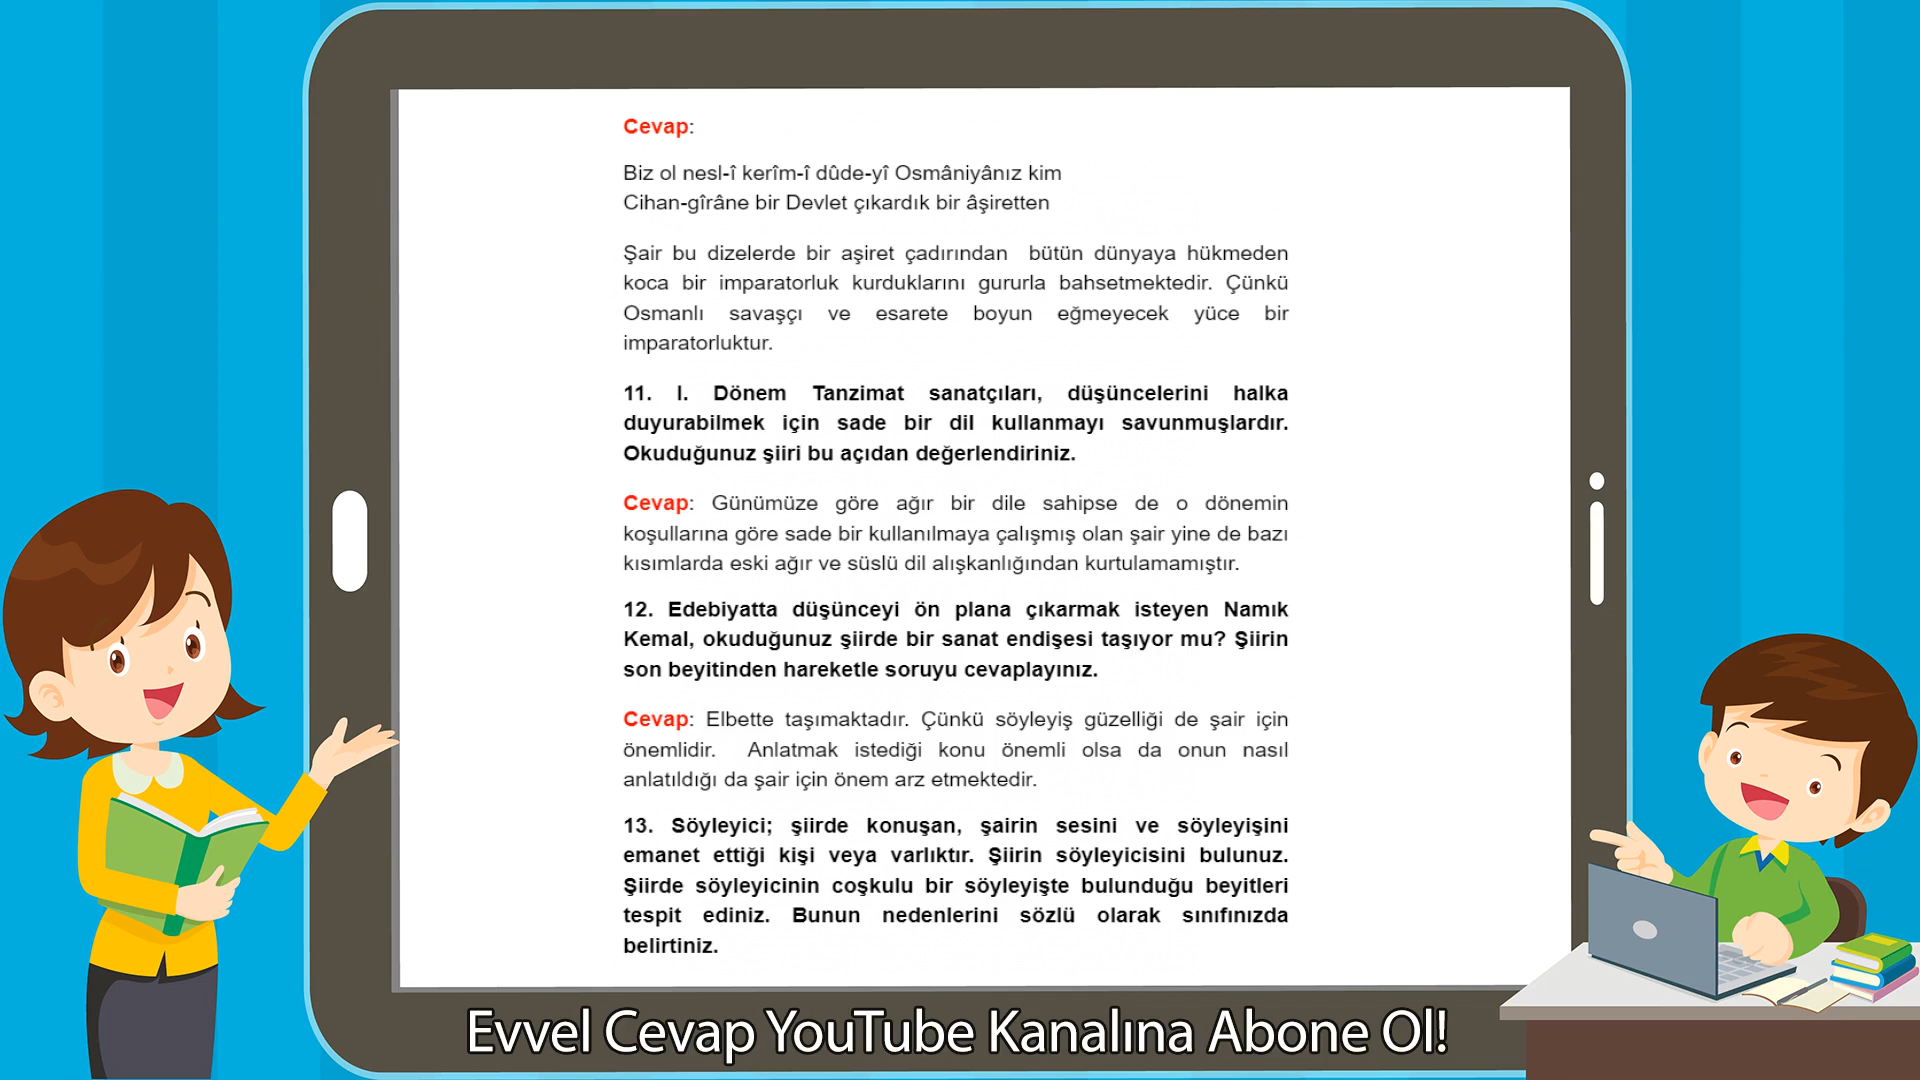 Cevap:
Biz ol nesl-î kerîm-î dûde-yî Osmâniyânız kim
Cihan-gîrâne bir Devlet çıkardık bir âşiretten
Şair bu dizelerde bir aşiret çadırından bütün dünyaya hükmeden
koca bir imparatorluk kurduklarını gururla bahsetmektedir. Çünkü
Osmanlı savaşçı ve esarete boyun eğmeyecek yüce bir
imparatorluktur.
11. I. Dönem Tanzimat sanatçıları, düşüncelerini halka
duyurabilmek için sade bir dil kullanmayı savunmuşlardır.
Okuduğunuz şiiri bu açıdan değerlendiriniz.
Cevap: Günümüze göre ağır bir dile sahipse de o dönemin
koşullarına göre sade bir kullanılmaya çalışmış olan şair yine de bazı
kısımlarda eski ağır ve süslü dil alışkanlığından kurtulamamıştır.
12. Edebiyatta düşünceyi ön plana çıkarmak isteyen Namık
Kemal, okuduğunuz şiirde bir sanat endişesi taşıyor mu? Şiirin
son beyitinden hareketle soruyu cevaplayınız.
Cevap: Elbette taşımaktadır. Çünkü söyleyiş güzelliği de şair için
önemlidir. Anlatmak istediği konu önemli olsa da onun nasıl
anlatıldığı da şair için önem arz etmektedir.
13. Söyleyici; şiirde konuşan, şairin sesini ve söyleyişini
emanet ettiği kişi veya varlıktır. Şiirin söyleyicisini bulunuz.
Şiirde söyleyicinin coşkulu bir söyleyişte bulunduğu beyitleri
tespit ediniz. Bunun nedenlerini sözlü olarak sınıfınızda
belirtiniz.
Evvel Cevap YouTube Kanalına Abone Ol!